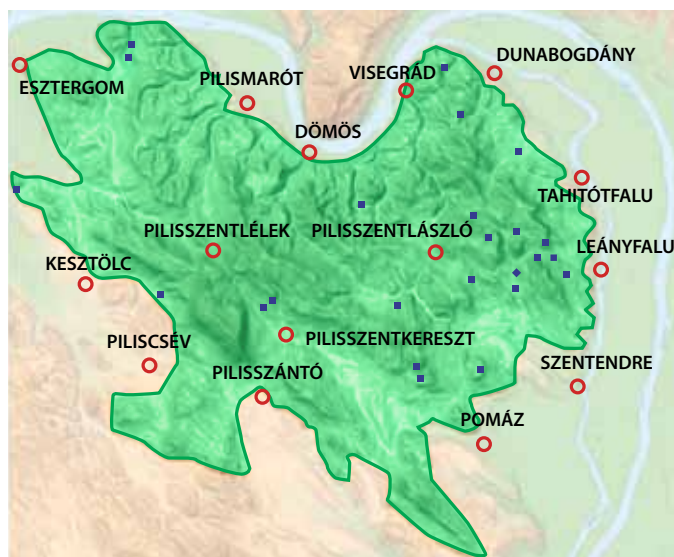 DUNABOGDÁNY
VISEGRÁD
PILISMARÓT
ESZTERGOM
DÖMÖS
TAHITÓTFALU
PILISSZENTLÉLEK
PILISSZENTLÁSZLÓ
LEÁNYFALU
KESZTÖLC
PILISCSÉV
PILISSZENTKERESZT
SZENTENDRE
PILISSZÁNTÓ
POMÁZ